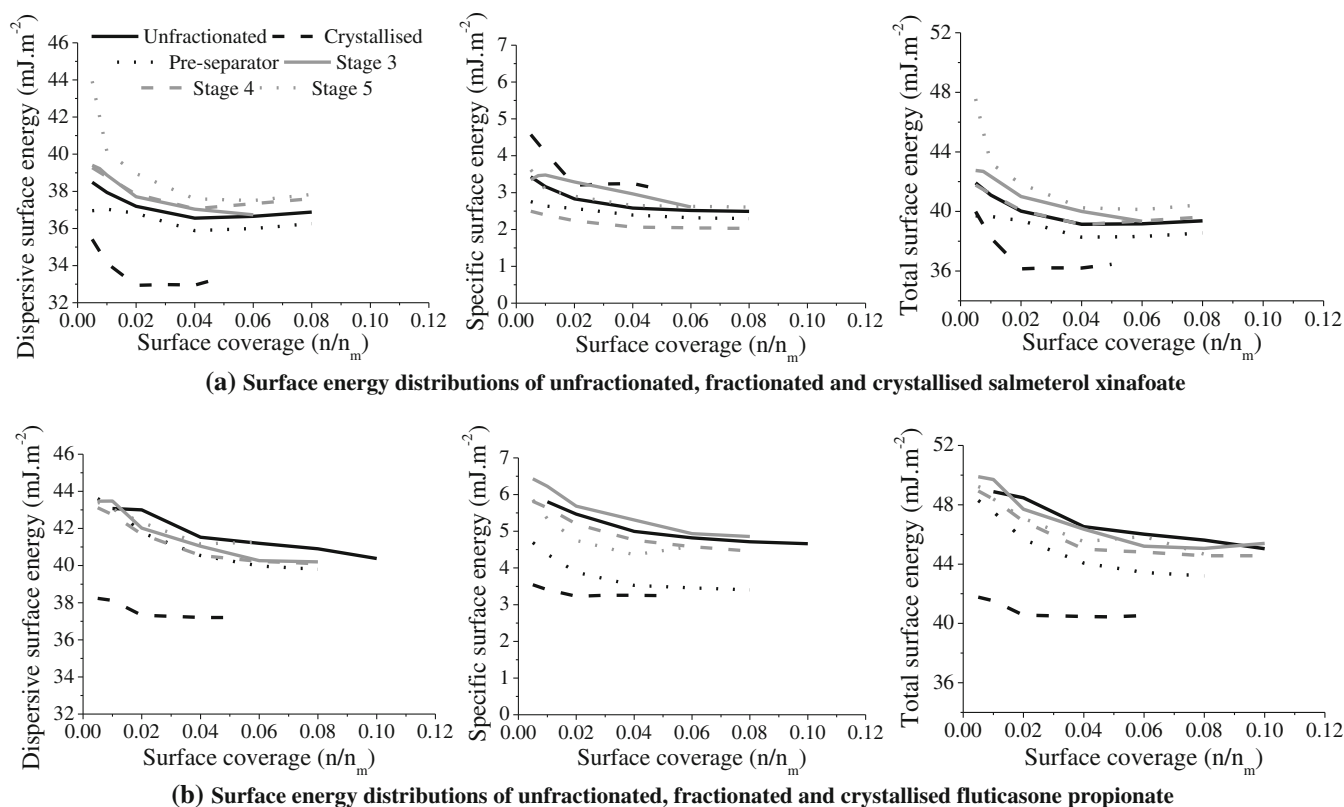 Unfractionated Crystallised
Pre-separator Stage 3
Stage 4 Stage 5
Dispersive surface energy (mJ.m⁻²)
46
44
42
40
38
36
34
32
0.00 0.02 0.04 0.06 0.08 0.10 0.12
Surface coverage (n/nₘ)
Specific surface energy (mJ.m⁻²)
7
6
5
4
3
2
1
0
0.00 0.02 0.04 0.06 0.08 0.10 0.12
Surface coverage (n/nₘ)
Total surface energy (mJ.m⁻²)
52
48
44
40
36
0.00 0.02 0.04 0.06 0.08 0.10 0.12
Surface coverage (n/nₘ)
(a) Surface energy distributions of unfractionated, fractionated and crystallised salmeterol xinafoate
Dispersive surface energy (mJ.m⁻²)
46
44
42
40
38
36
34
32
0.00 0.02 0.04 0.06 0.08 0.10 0.12
Surface coverage (n/nₘ)
Specific surface energy (mJ.m⁻²)
7
6
5
4
3
2
1
0
0.00 0.02 0.04 0.06 0.08 0.10 0.12
Surface coverage (n/nₘ)
Total surface energy (mJ.m⁻²)
52
48
44
40
36
0.00 0.02 0.04 0.06 0.08 0.10 0.12
Surface coverage (n/nₘ)
(b) Surface energy distributions of unfractionated, fractionated and crystallised fluticasone propionate